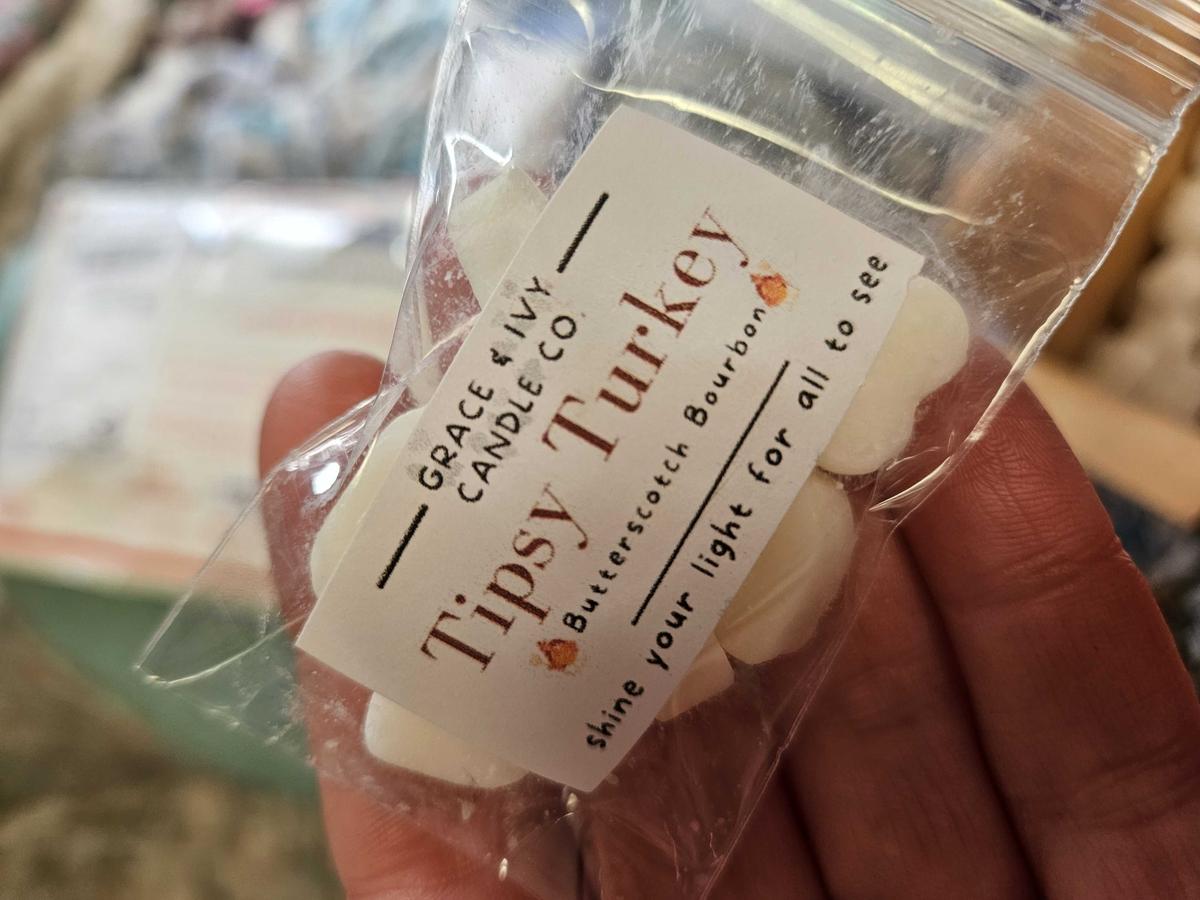 GRACE & IVY
CANDLE CO.
Tipsy Turkey
Butterscotch Bourbon
shine your light for all to see